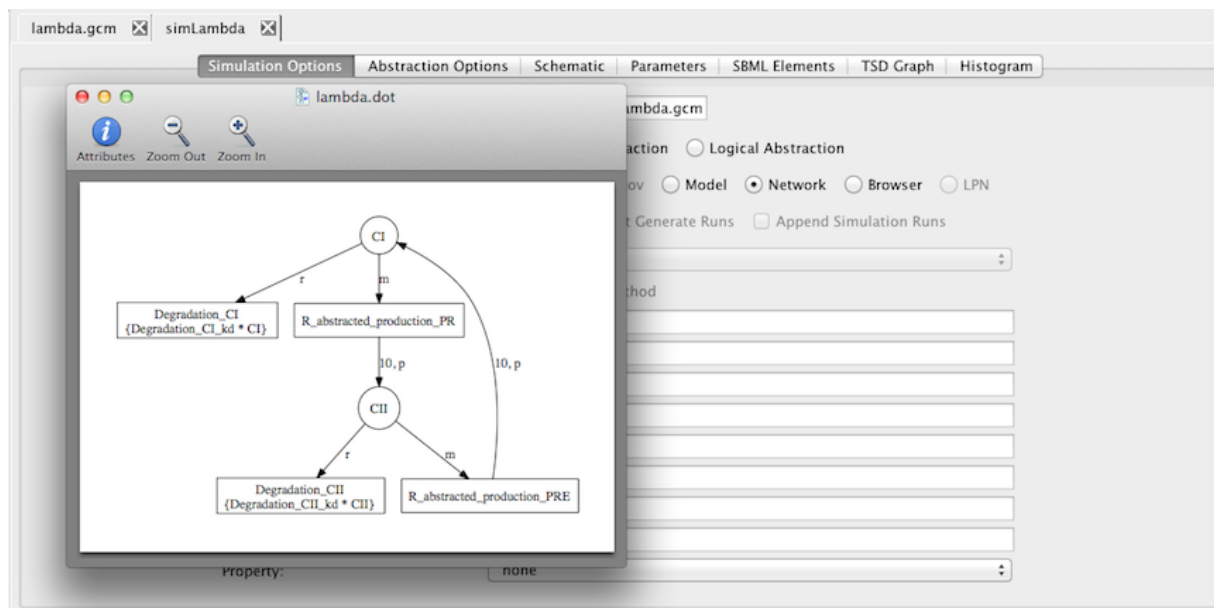 lambda.gcm simLambda
Simulation Options Abstraction Options Schematic Parameters SBML Elements TSD Graph Histogram
lambda.dot
ambda.gcm
Attributes Zoom Out Zoom In
action Logical Abstraction
ov Model Network Browser LPN
t Generate Runs Append Simulation Runs
CI
r m
thod
Degradation_CI
{Degradation_CI_kd * CI}
R_abstracted_production_PR
10, p 10, p
CII
r m
Degradation_CII
{Degradation_CII_kd * CII}
R_abstracted_production_PRE
Property: none